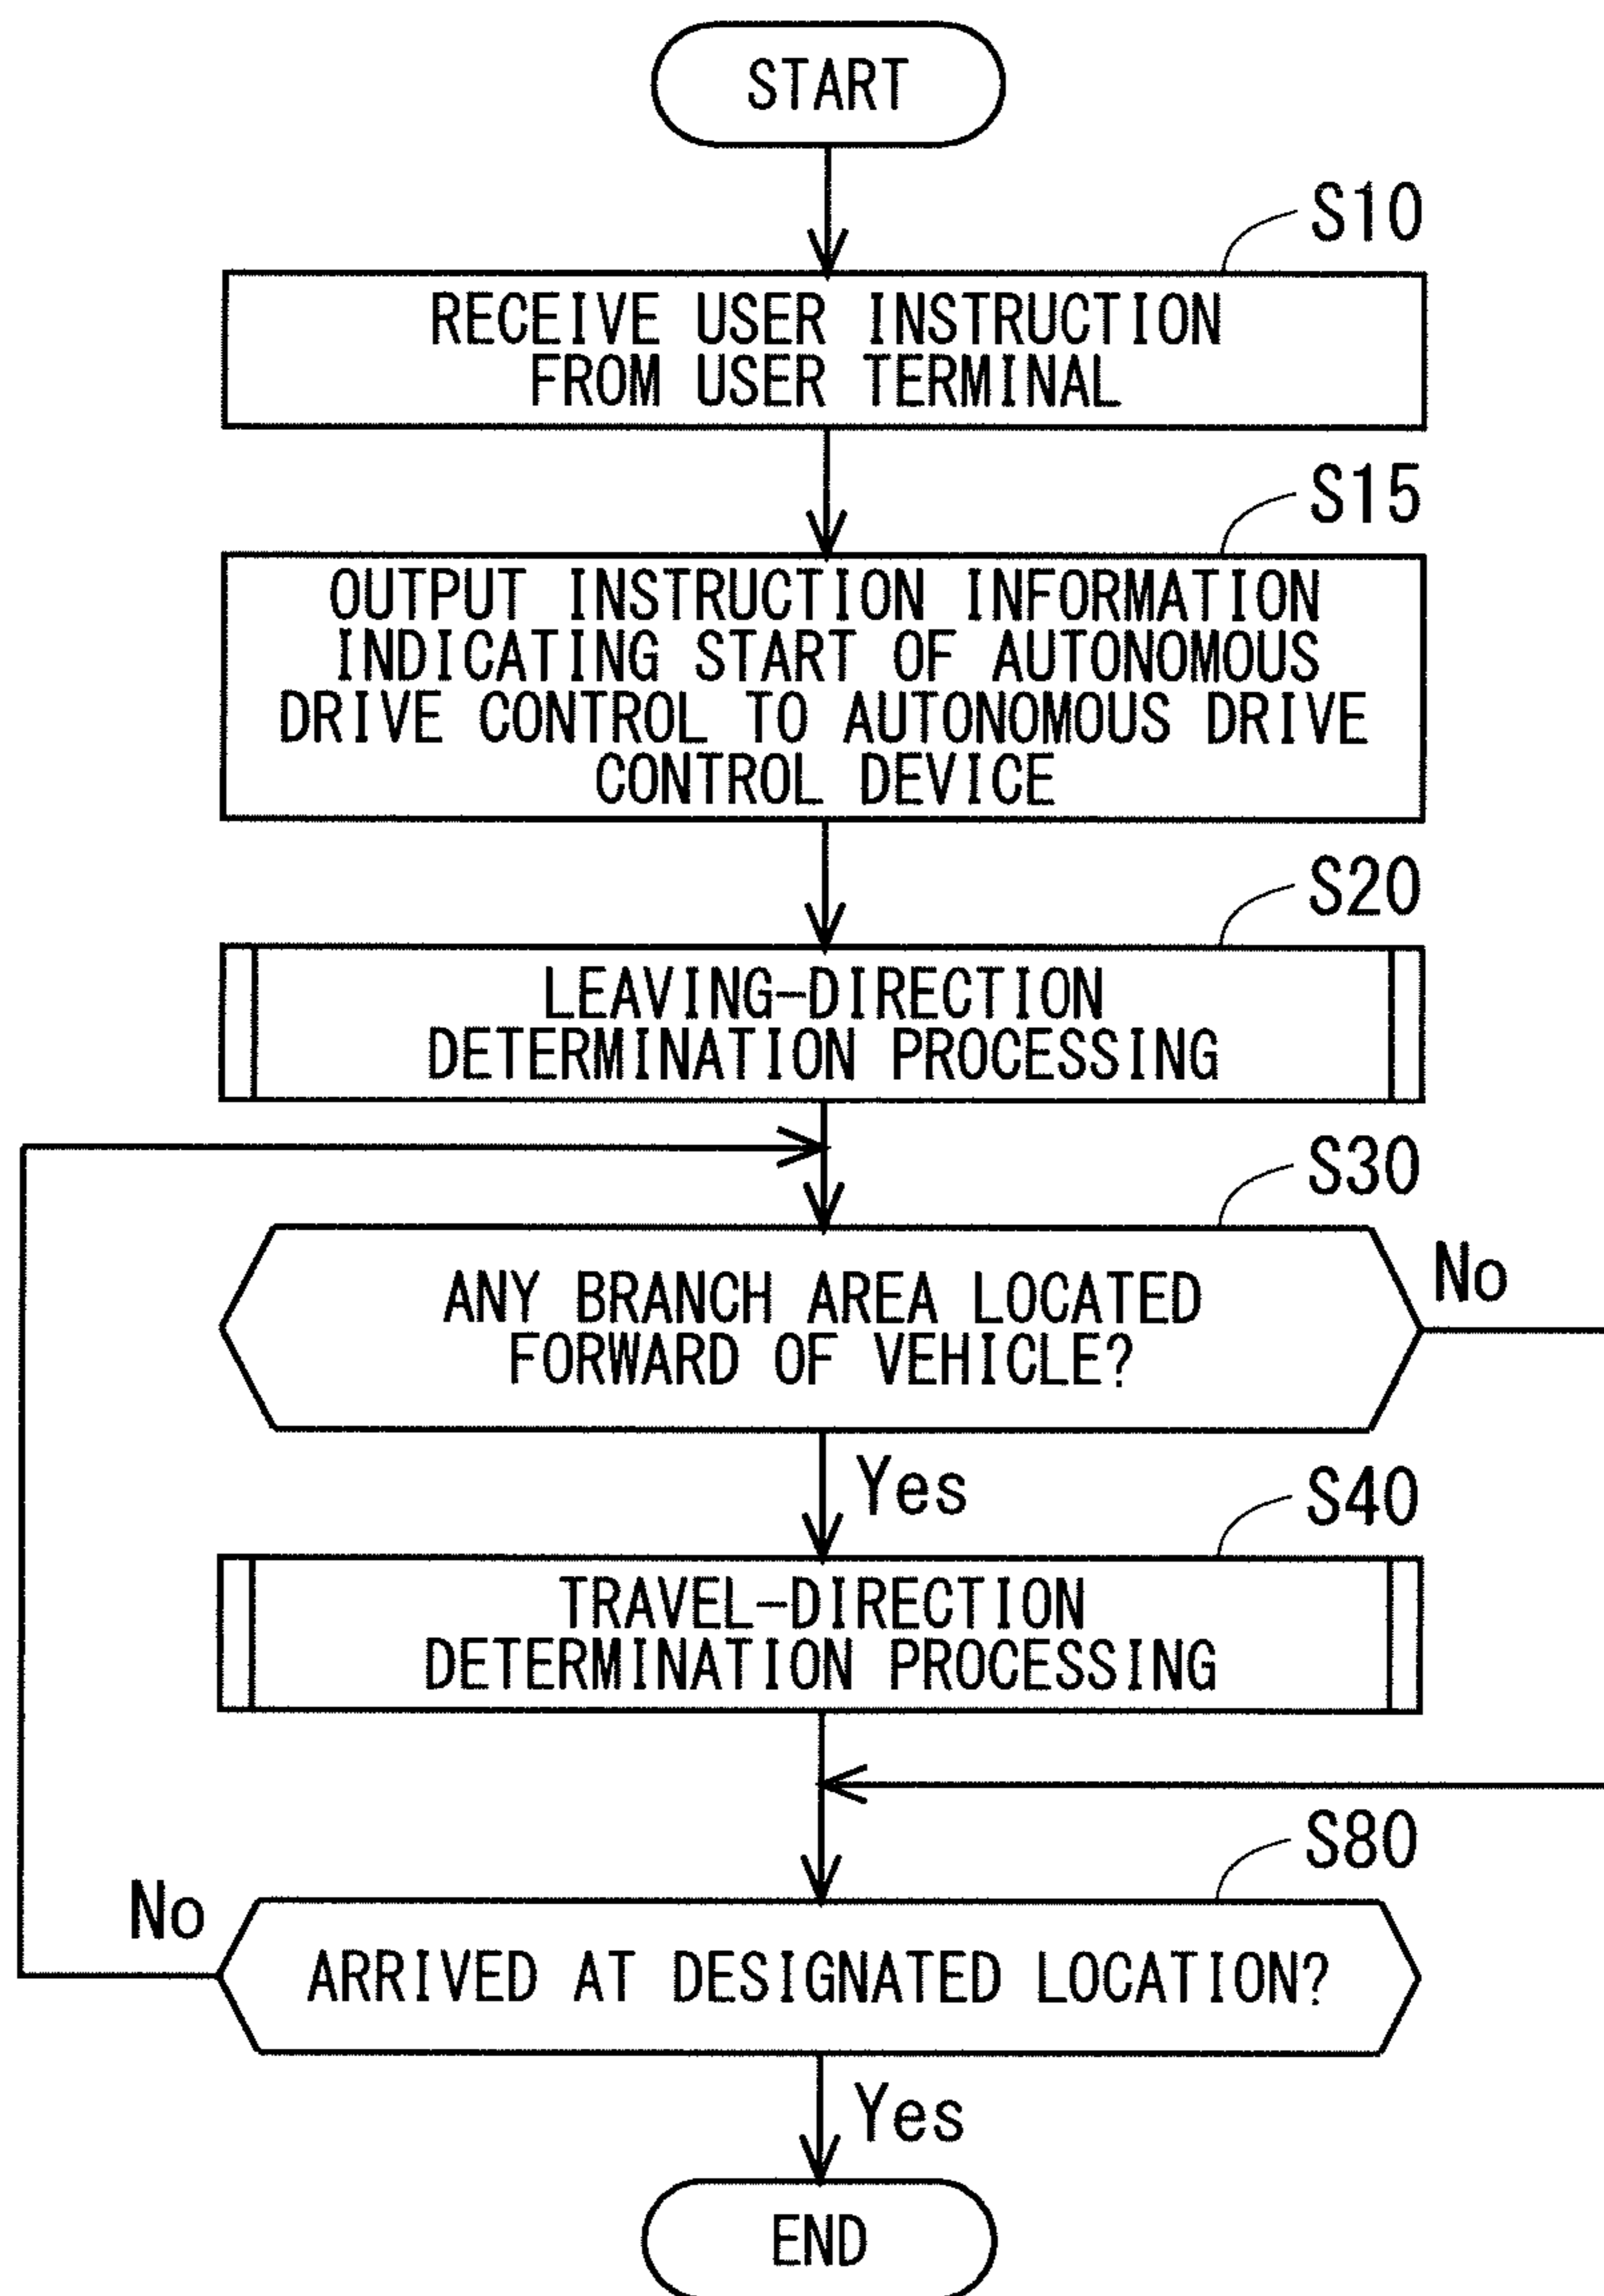 START
S10
RECEIVE USER INSTRUCTION
FROM USER TERMINAL
S15
OUTPUT INSTRUCTION INFORMATION
INDICATING START OF AUTONOMOUS
DRIVE CONTROL TO AUTONOMOUS DRIVE
CONTROL DEVICE
S20
LEAVING-DIRECTION
DETERMINATION PROCESSING
S30
ANY BRANCH AREA LOCATED
FORWARD OF VEHICLE?
No
Yes
S40
TRAVEL-DIRECTION
DETERMINATION PROCESSING
S80
No
ARRIVED AT DESIGNATED LOCATION?
Yes
END